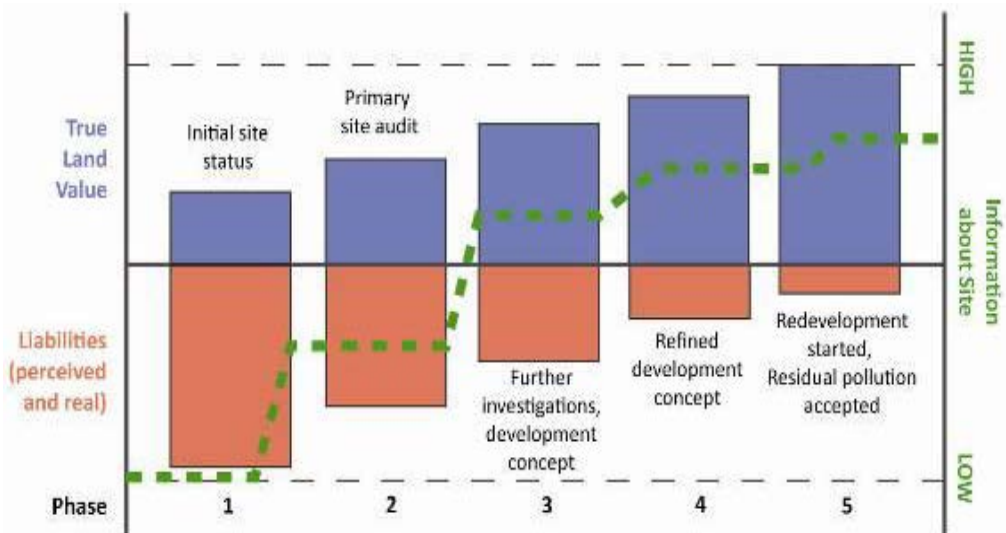 True
Land
Value
Liabilities
(perceived
and real)
Initial site
status
Primary
site audit
Further
investigations,
development
concept
Refined
development
concept
Redevelopment
started,
Residual pollution
accepted
HIGH
Information
about Site
LOW
Phase 1 2 3 4 5